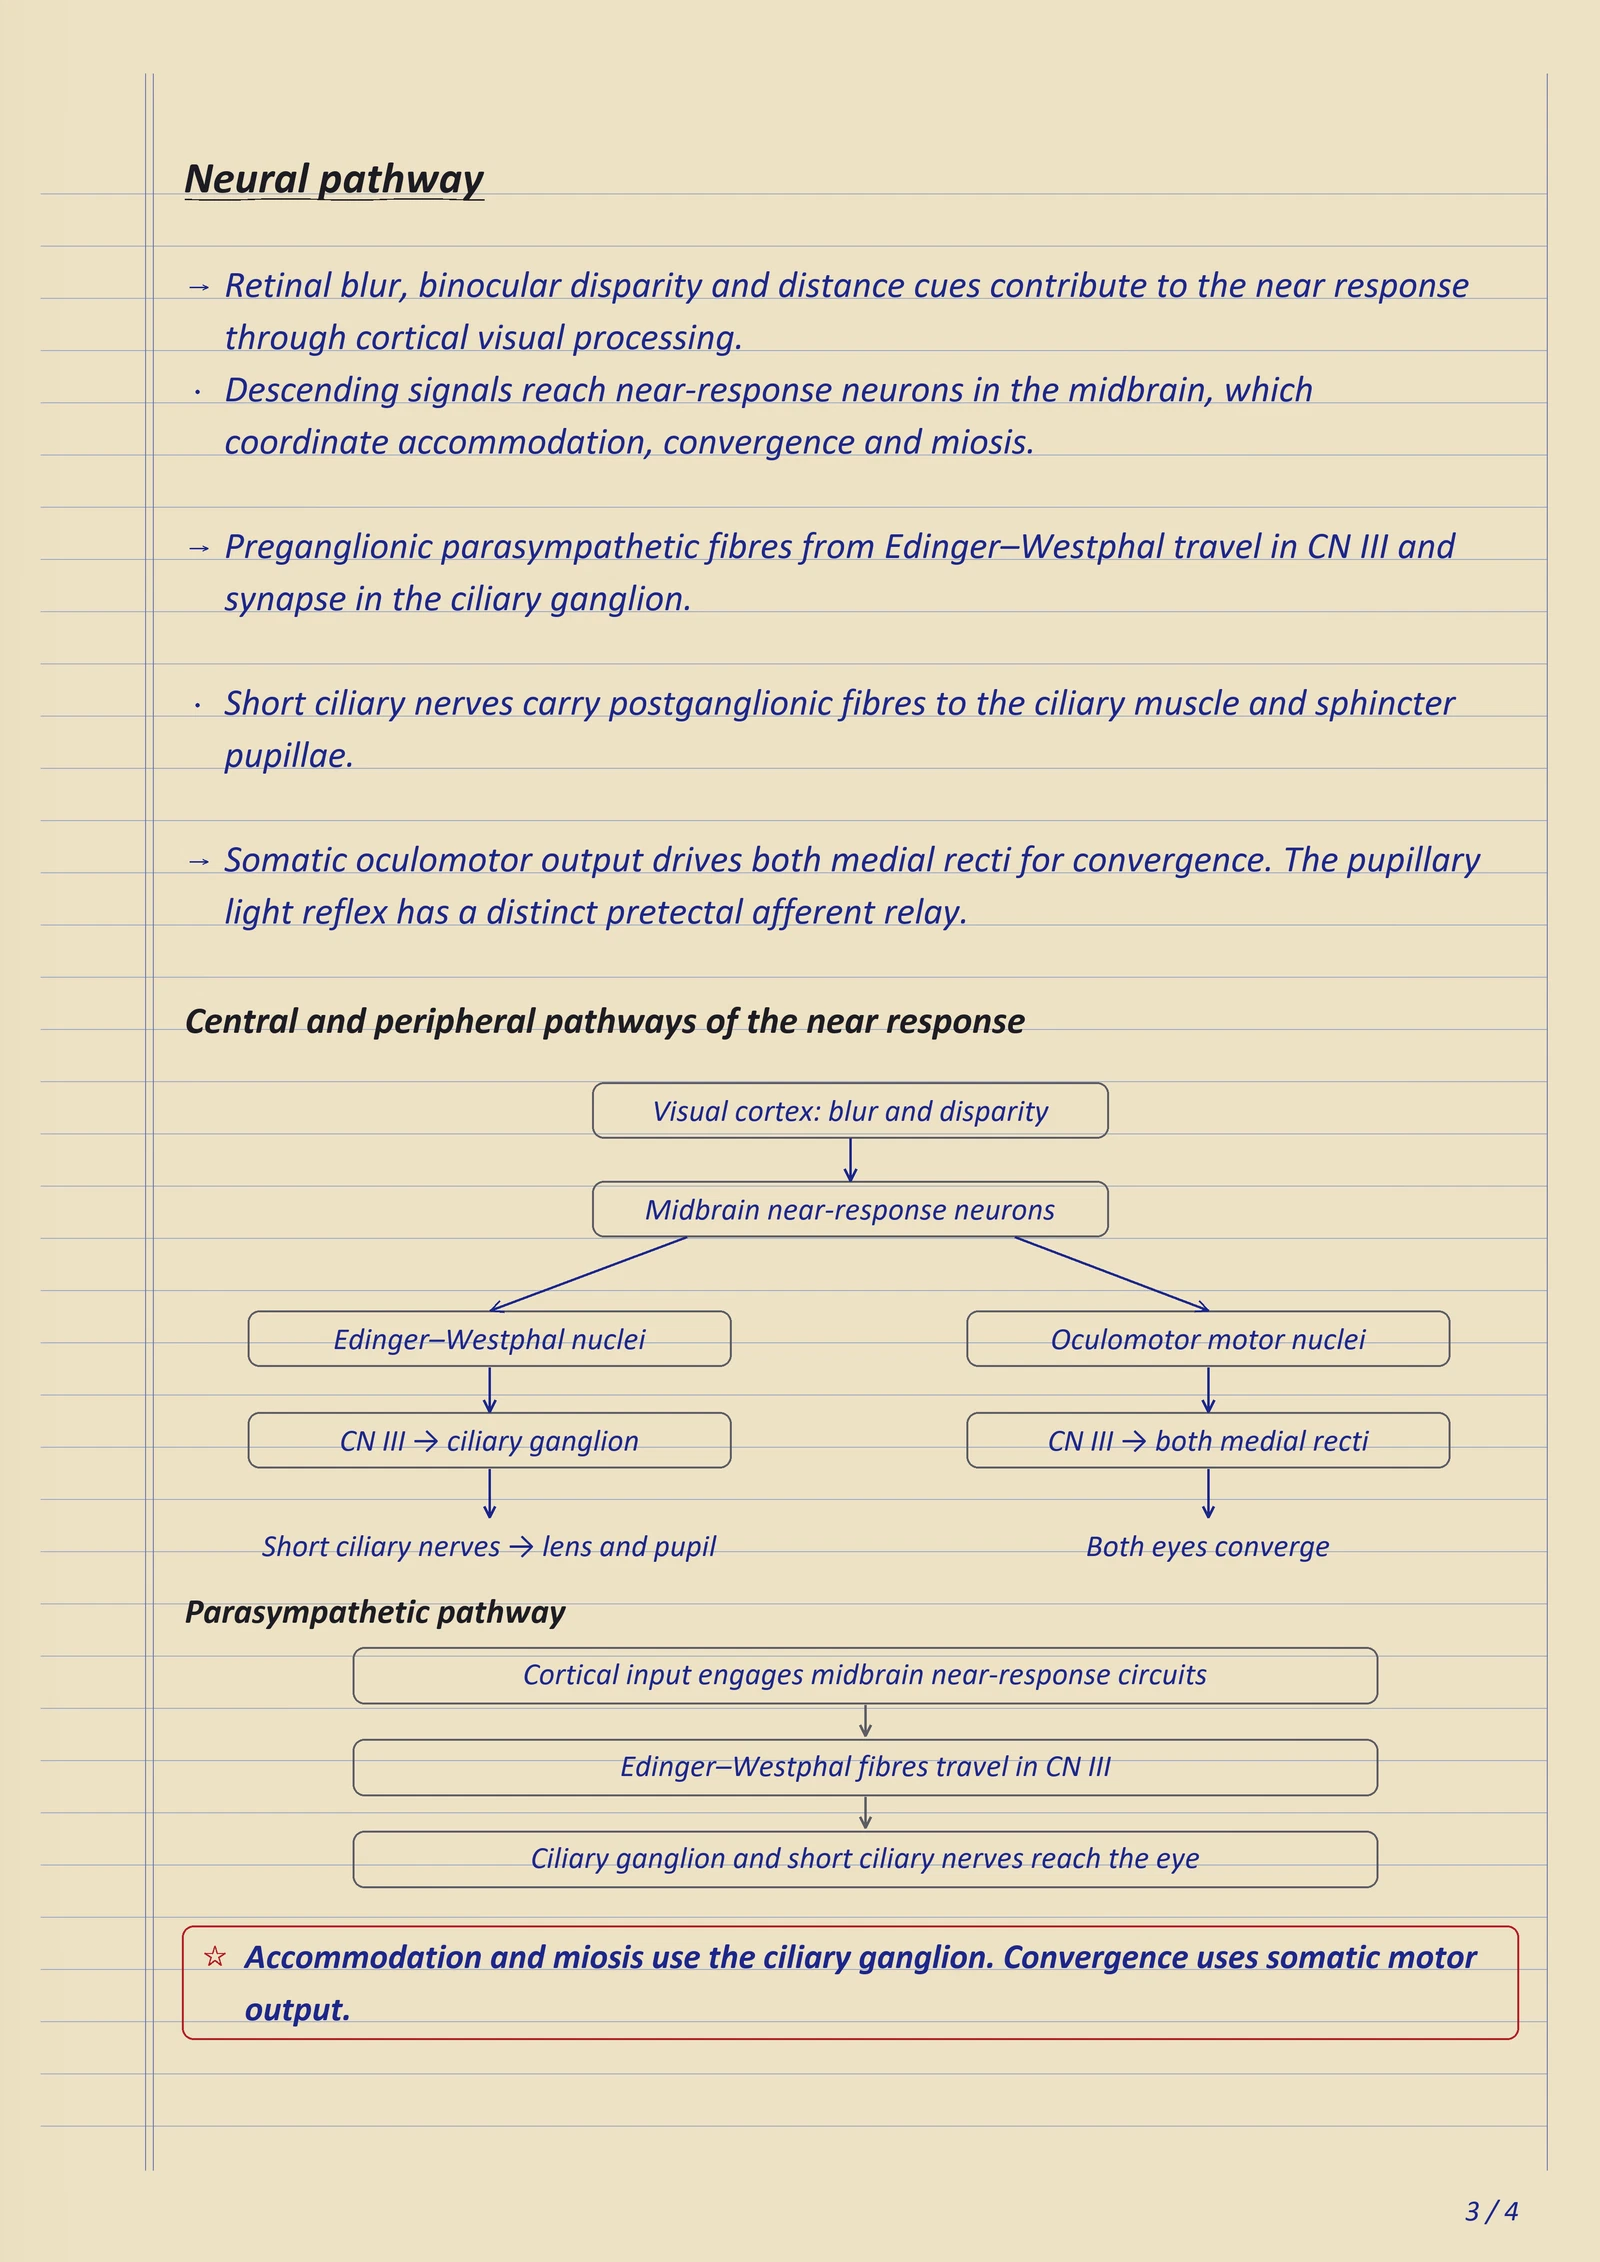 Neural pathway
→ Retinal blur, binocular disparity and distance cues contribute to the near response
through cortical visual processing.
· Descending signals reach near-response neurons in the midbrain, which
coordinate accommodation, convergence and miosis.
→ Preganglionic parasympathetic fibres from Edinger–Westphal travel in CN III and
synapse in the ciliary ganglion.
· Short ciliary nerves carry postganglionic fibres to the ciliary muscle and sphincter
pupillae.
→ Somatic oculomotor output drives both medial recti for convergence. The pupillary
light reflex has a distinct pretectal afferent relay.
Central and peripheral pathways of the near response
Visual cortex: blur and disparity
Midbrain near-response neurons
Edinger–Westphal nuclei
Oculomotor motor nuclei
CN III → ciliary ganglion
CN III → both medial recti
Short ciliary nerves → lens and pupil
Both eyes converge
Parasympathetic pathway
Cortical input engages midbrain near-response circuits
Edinger–Westphal fibres travel in CN III
Ciliary ganglion and short ciliary nerves reach the eye
☆ Accommodation and miosis use the ciliary ganglion. Convergence uses somatic motor
output.
3 / 4